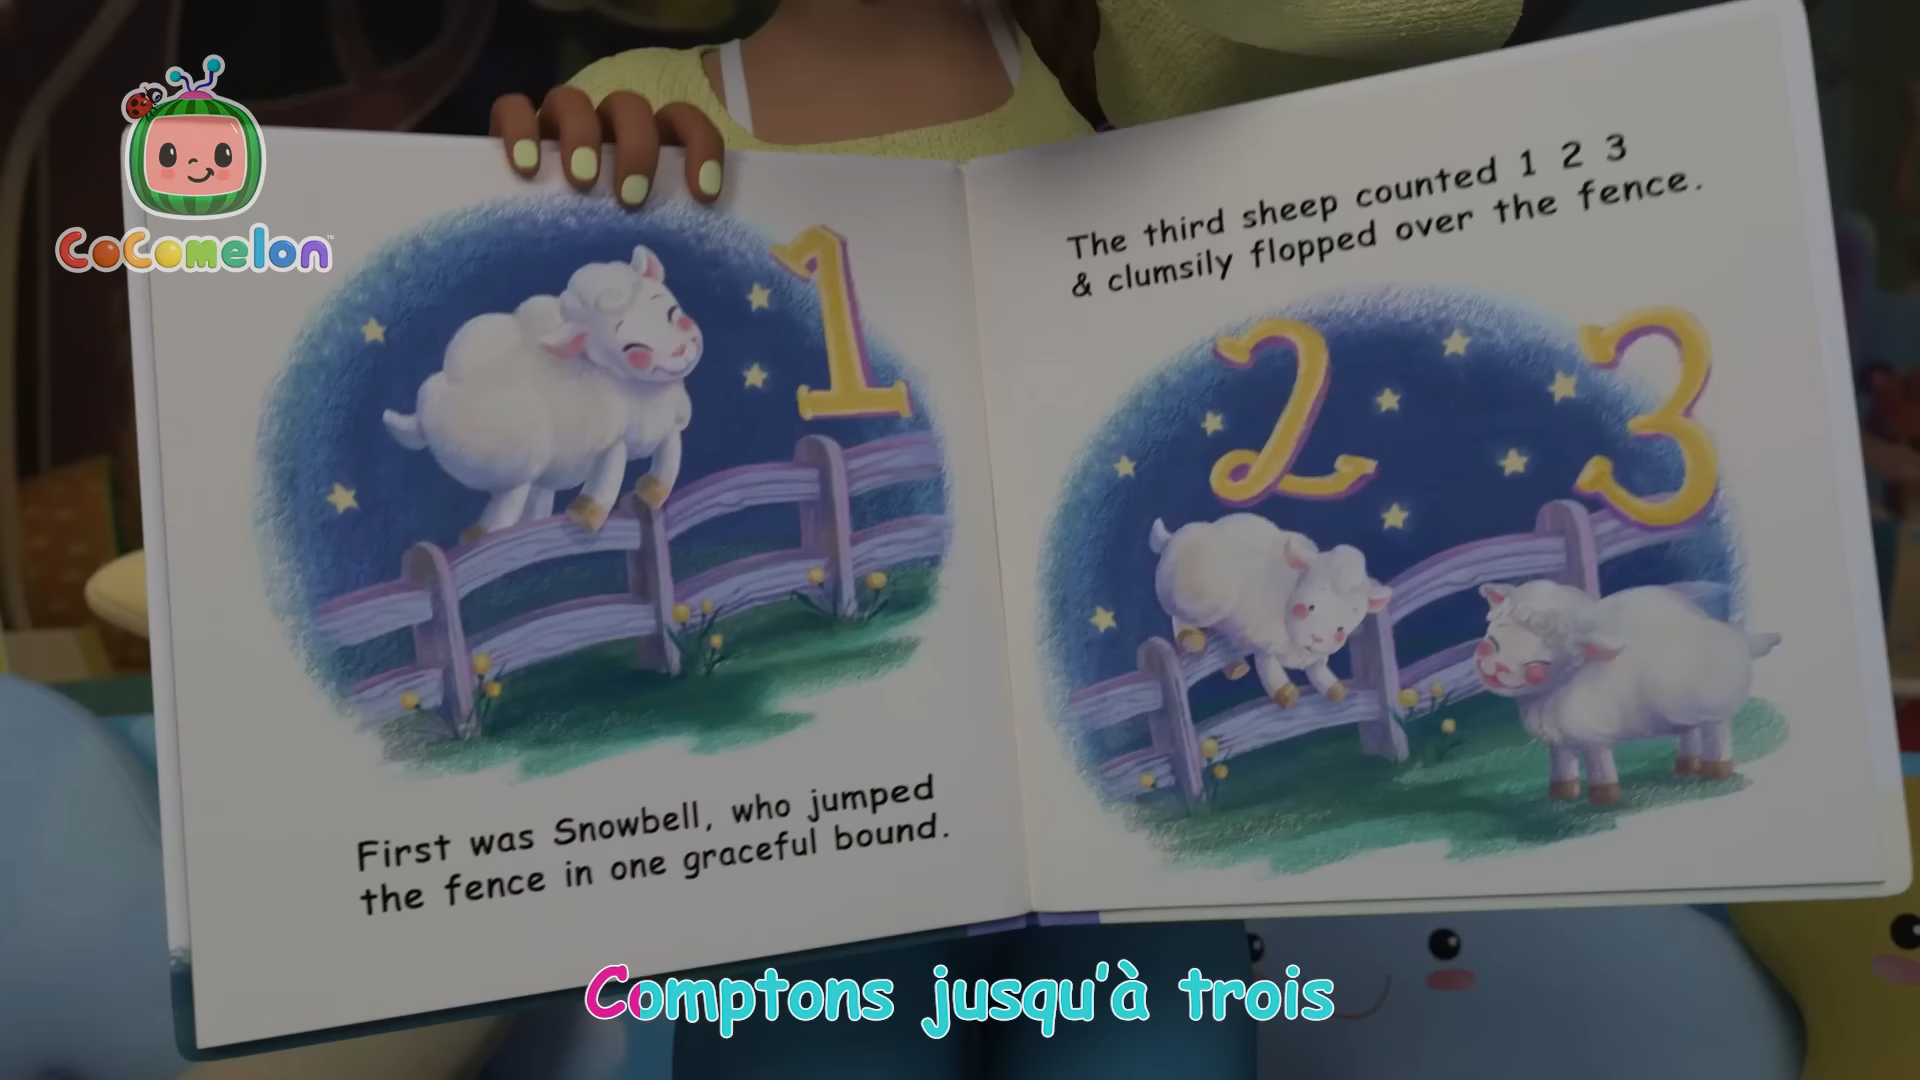 CoComelon™
1
The third sheep counted 1 2 3
& clumsily flopped over the fence.
2 3
First was Snowbell, who jumped
the fence in one graceful bound.
Comptons jusqu'à trois